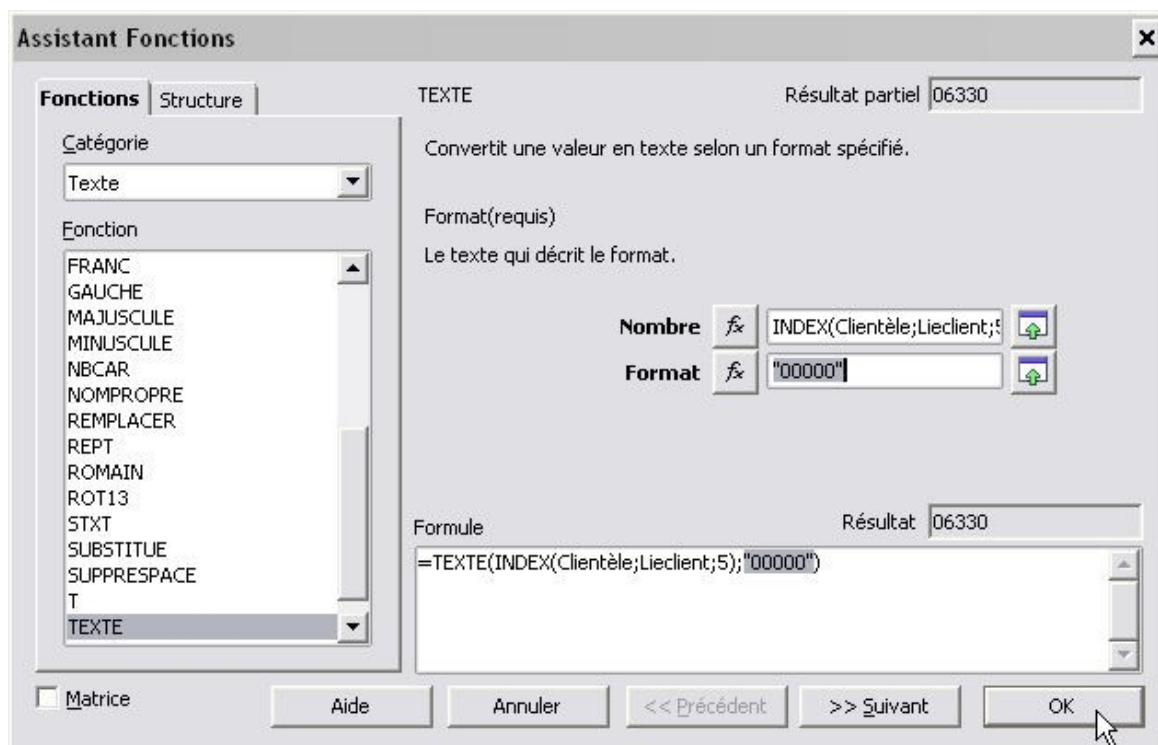 Assistant Fonctions
Fonctions
Structure
Catégorie
Texte
Fonction
FRANC
GAUCHE
MAJUSCULE
MINUSCULE
NBCAR
NOMPROPRE
REMPLACER
REPT
ROMAIN
ROT13
STXT
SUBSTITUE
SUPPRESPACE
T
TEXTE
TEXTE
Résultat partiel 06330
Convertit une valeur en texte selon un format spécifié.
Format(requis)
Le texte qui décrit le format.
Nombre fx INDEX(Clientèle;Lieclient;5
Format fx "00000"
Formule
Résultat 06330
=TEXTE(INDEX(Clientèle;Lieclient;5);"00000")
Matrice
Aide
Annuler
<< Précédent
>> Suivant
OK